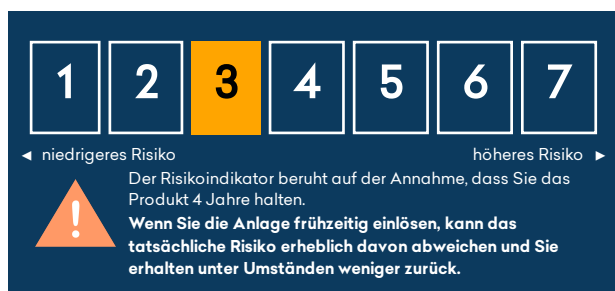 1 2 3 4 5 6 7
◄ niedrigeres Risiko höheres Risiko ►
Der Risikoindikator beruht auf der Annahme, dass Sie das
Produkt 4 Jahre halten.
Wenn Sie die Anlage frühzeitig einlösen, kann das
tatsächliche Risiko erheblich davon abweichen und Sie
erhalten unter Umständen weniger zurück.
!